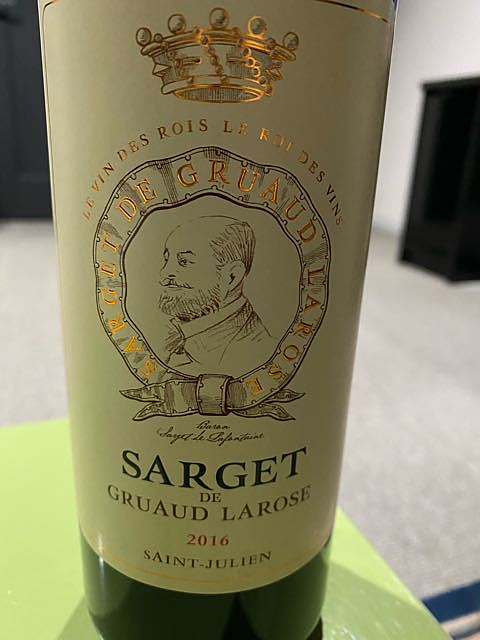 LE VIN DES ROIS LE ROI DES VINS
SARGET DE GRUAUD LAROSE
Baron
Sarget de Lafontaine
SARGET
DE
GRUAUD LAROSE
2016
SAINT-JULIEN